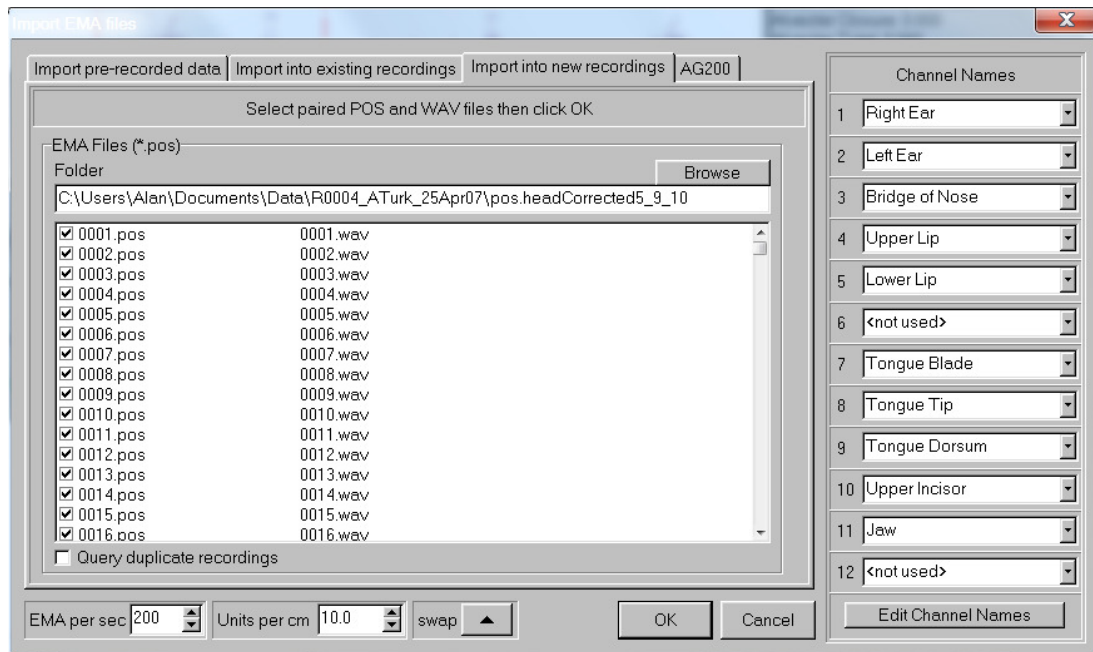 Import EMA files
X
Import pre-recorded data Import into existing recordings Import into new recordings AG200
Select paired POS and WAV files then click OK
EMA Files (*.pos)
Folder
Browse
C:\Users\Alan\Documents\Data\R0004_ATurk_25Apr07\pos.headCorrected5_9_10
0001.pos 0001.wav
0002.pos 0002.wav
0003.pos 0003.wav
0004.pos 0004.wav
0005.pos 0005.wav
0006.pos 0006.wav
0007.pos 0007.wav
0008.pos 0008.wav
0009.pos 0009.wav
0010.pos 0010.wav
0011.pos 0011.wav
0012.pos 0012.wav
0013.pos 0013.wav
0014.pos 0014.wav
0015.pos 0015.wav
0016.pos 0016.wav
Query duplicate recordings
EMA per sec 200 Units per cm 10.0 swap OK Cancel
Channel Names
1 Right Ear
2 Left Ear
3 Bridge of Nose
4 Upper Lip
5 Lower Lip
6 <not used>
7 Tongue Blade
8 Tongue Tip
9 Tongue Dorsum
10 Upper Incisor
11 Jaw
12 <not used>
Edit Channel Names